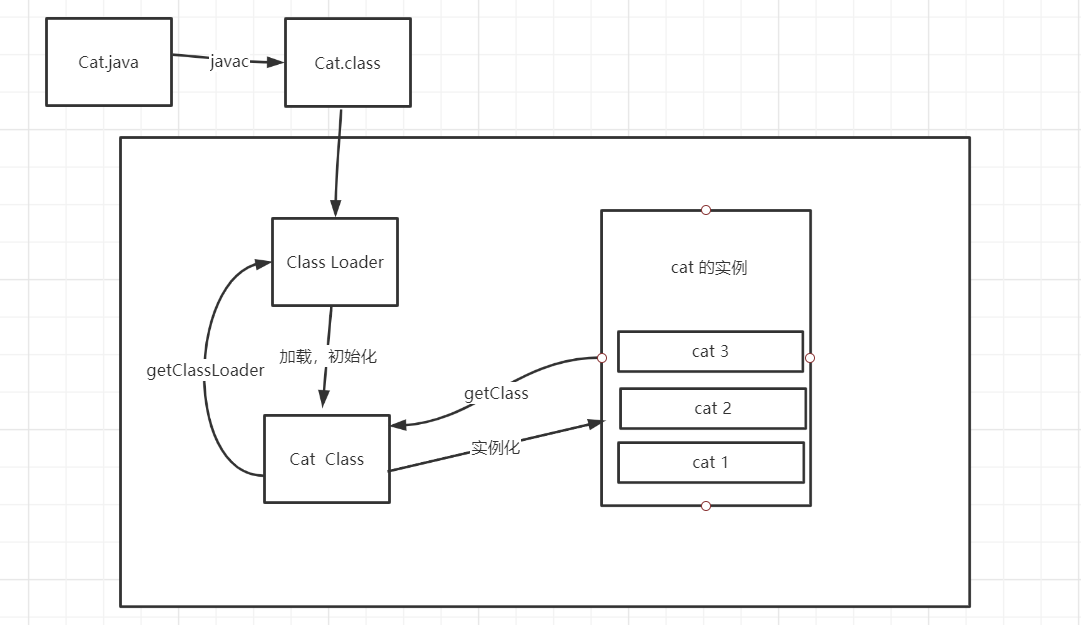 Cat.java
javac
Cat.class
Class Loader
cat 的实例
加载，初始化
cat 3
getClassLoader
getClass
cat 2
实例化
Cat Class
cat 1